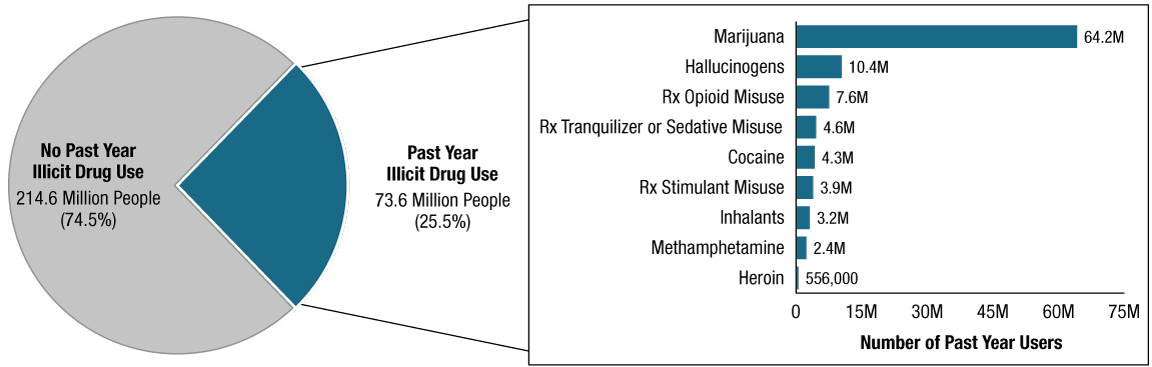 No Past Year
Illicit Drug Use
214.6 Million People
(74.5%)
Past Year
Illicit Drug Use
73.6 Million People
(25.5%)
Marijuana 64.2M
Hallucinogens 10.4M
Rx Opioid Misuse 7.6M
Rx Tranquilizer or Sedative Misuse 4.6M
Cocaine 4.3M
Rx Stimulant Misuse 3.9M
Inhalants 3.2M
Methamphetamine 2.4M
Heroin 556,000
0 15M 30M 45M 60M 75M
Number of Past Year Users